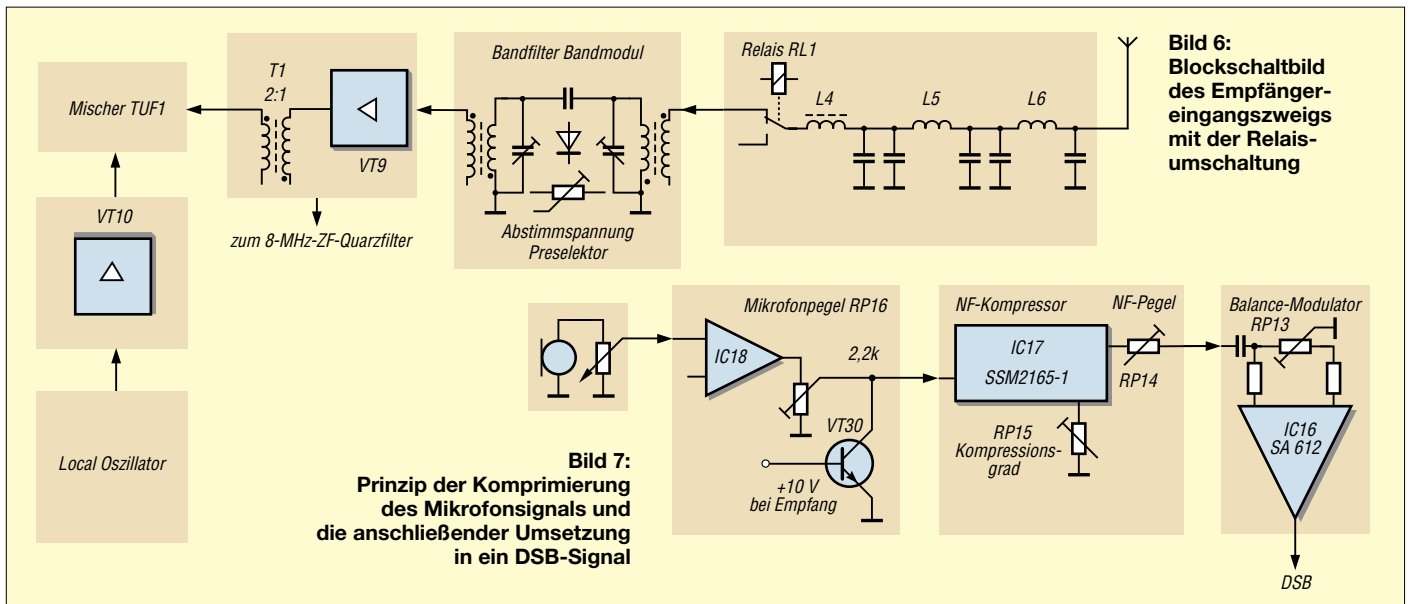 Mischer TUF1
T1
2:1
VT9
zum 8-MHz-ZF-Quarzfilter
VT10
Local Oszillator
Bandfilter Bandmodul
Abstimmspannung
Preselektor
Relais RL1
L4
L5
L6
Bild 6:
Blockschaltbild
des Empfänger-
eingangszweigs
mit der Relais-
umschaltung
Mikrofonpegel RP16
IC18
2,2k
VT30
+10 V
bei Empfang
NF-Kompressor
NF-Pegel
IC17
SSM2165-1
RP14
RP15
Kompressions-
grad
Balance-Modulator
RP13
IC16
SA 612
DSB
Bild 7:
Prinzip der Komprimierung
des Mikrofonsignals und
die anschließender Umsetzung
in ein DSB-Signal